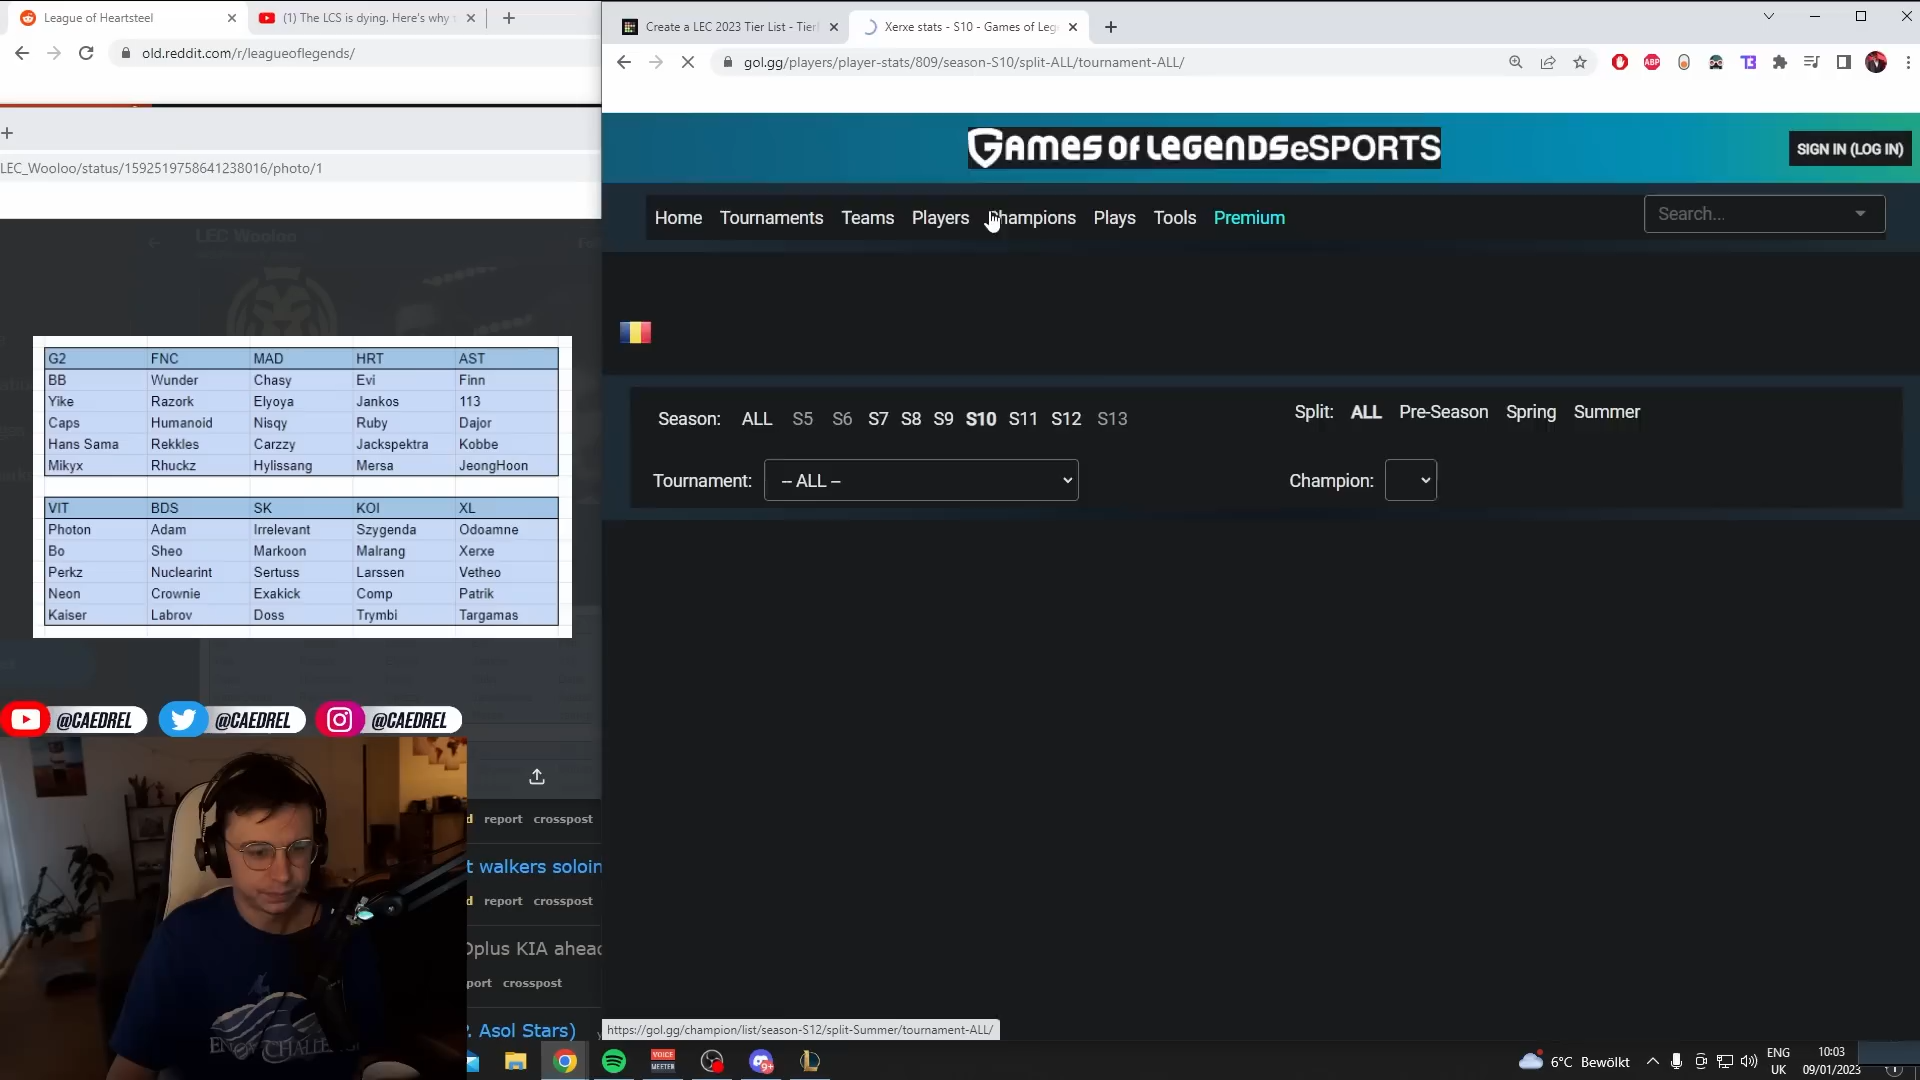 League of Heartsteel
(1) The LCS is dying. Here's why
old.reddit.com/r/leagueoflegends/
LEC_Wooloo/status/1592519758641238016/photo/1
LEC Wooloo
G2 FNC MAD HRT AST
BB Wunder Chasy Evi Finn
Yike Razork Elyoya Jankos 113
Caps Humanoid Nisqy Ruby Dajor
Hans Sama Rekkles Carzzy Jackspektra Kobbe
Mikyx Rhuckz Hylissang Mersa JeongHoon
VIT BDS SK KOI XL
Photon Adam Irrelevant Szygenda Odoamne
Bo Sheo Markoon Malrang Xerxe
Perkz Nuclearint Sertuss Larssen Vetheo
Neon Crownie Exakick Comp Patrik
Kaiser Labrov Doss Trymbi Targamas
@CAEDREL @CAEDREL @CAEDREL
d report crosspost
t walkers soloin
d report crosspost
Dplus KIA ahead
port crosspost
. Asol Stars)
ENJOY CHALLENGE
Create a LEC 2023 Tier List - Tier
Xerxe stats - S10 - Games of Leg
gol.gg/players/player-stats/809/season-S10/split-ALL/tournament-ALL/
ABP
GAMES OF LEGENDS eSPORTS
SIGN IN (LOG IN)
Home Tournaments Teams Players Champions Plays Tools Premium
Search...
Season: ALL S5 S6 S7 S8 S9 S10 S11 S12 S13
Split: ALL Pre-Season Spring Summer
Tournament: -- ALL --
Champion:
https://gol.gg/champion/list/season-S12/split-Summer/tournament-ALL/
VOICE MEETER
9+
6°C Bewölkt
ENG
UK
10:03
09/01/2023